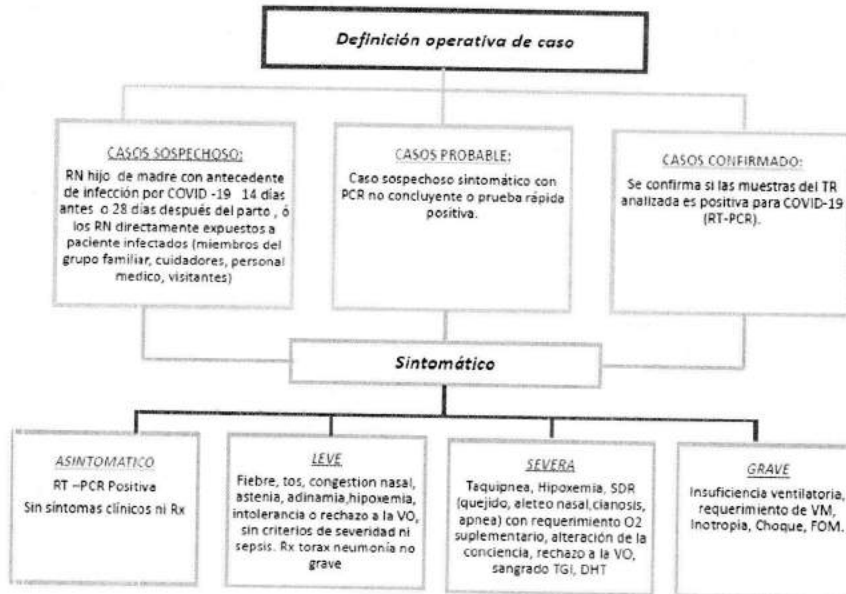 Definición operativa de caso
CASOS SOSPECHOSO:
RN hijo de madre con antecedente
de infección por COVID -19 14 días
antes o 28 días después del parto , ó
los RN directamente expuestos a
paciente infectados (miembros del
grupo familiar, cuidadores, personal
medico, visitantes)
CASOS PROBABLE:
Caso sospechoso sintomático con
PCR no concluyente o prueba rápida
positiva.
CASOS CONFIRMADO:
Se confirma si las muestras del TR
analizada es positiva para COVID-19
(RT-PCR).
Sintomático
ASINTOMATICO
RT –PCR Positiva
Sin síntomas clínicos ni Rx
LEVE
Fiebre, tos, congestion nasal,
astenia, adinamia,hipoxemia,
intolerancia o rechazo a la VO,
sin criterios de severidad ni
sepsis. Rx torax neumonía no
grave
SEVERA
Taquipnea, Hipoxemia, SDR
(quejido, aleteo nasal,cianosis,
apnea) con requerimiento O2
suplementario, alteración de la
conciencia, rechazo a la VO,
sangrado TGI, DHT
GRAVE
Insuficiencia ventilatoria,
requerimiento de VM,
Inotropia, Choque, FOM.